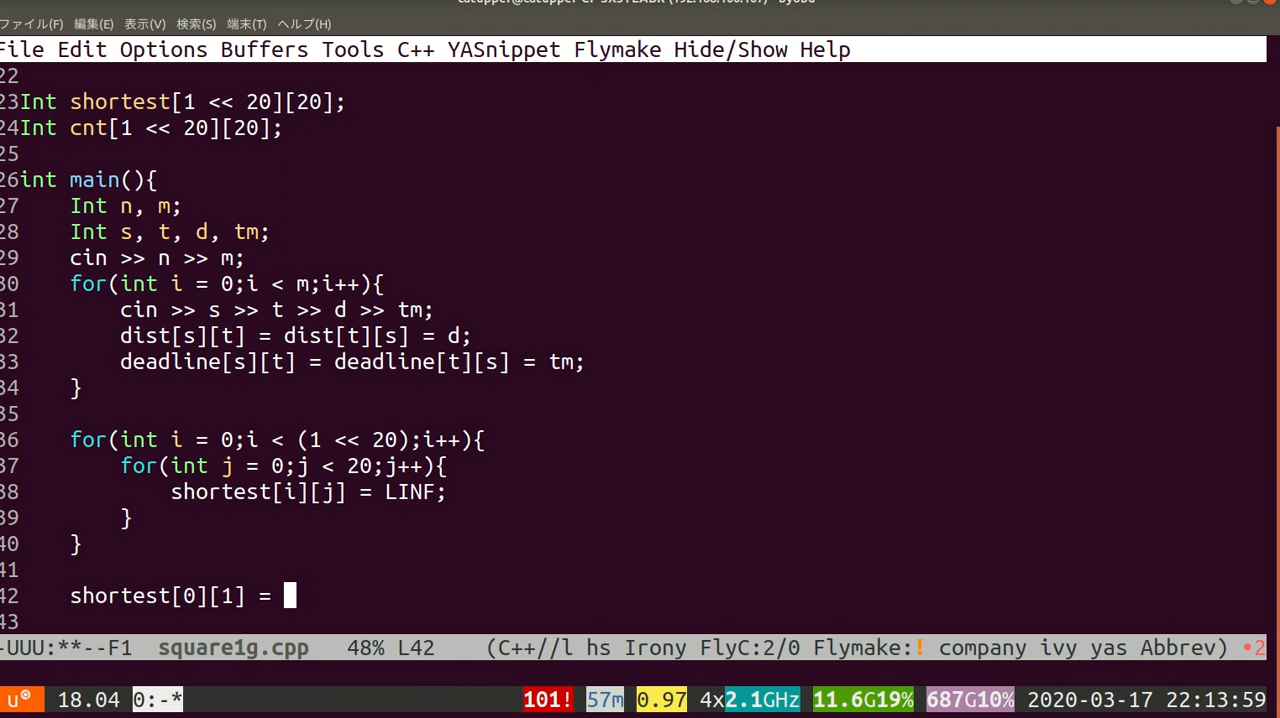 ファイル(F) 編集(E) 表示(V) 検索(S) 端末(T) ヘルプ(H)
File Edit Options Buffers Tools C++ YASnippet Flymake Hide/Show Help
22
23Int shortest[1 << 20][20];
24Int cnt[1 << 20][20];
25
26int main(){
27    Int n, m;
28    Int s, t, d, tm;
29    cin >> n >> m;
30    for(int i = 0;i < m;i++){
31        cin >> s >> t >> d >> tm;
32        dist[s][t] = dist[t][s] = d;
33        deadline[s][t] = deadline[t][s] = tm;
34    }
35
36    for(int i = 0;i < (1 << 20);i++){
37        for(int j = 0;j < 20;j++){
38            shortest[i][j] = LINF;
39        }
40    }
41
42    shortest[0][1] =
43
-UUU:**--F1  square1g.cpp   48% L42    (C++//l hs Irony FlyC:2/0 Flymake:! company ivy yas Abbrev) •2
u 18.04 0:-* 101! 57m 0.97 4x2.1GHz 11.6G19% 687G10% 2020-03-17 22:13:59